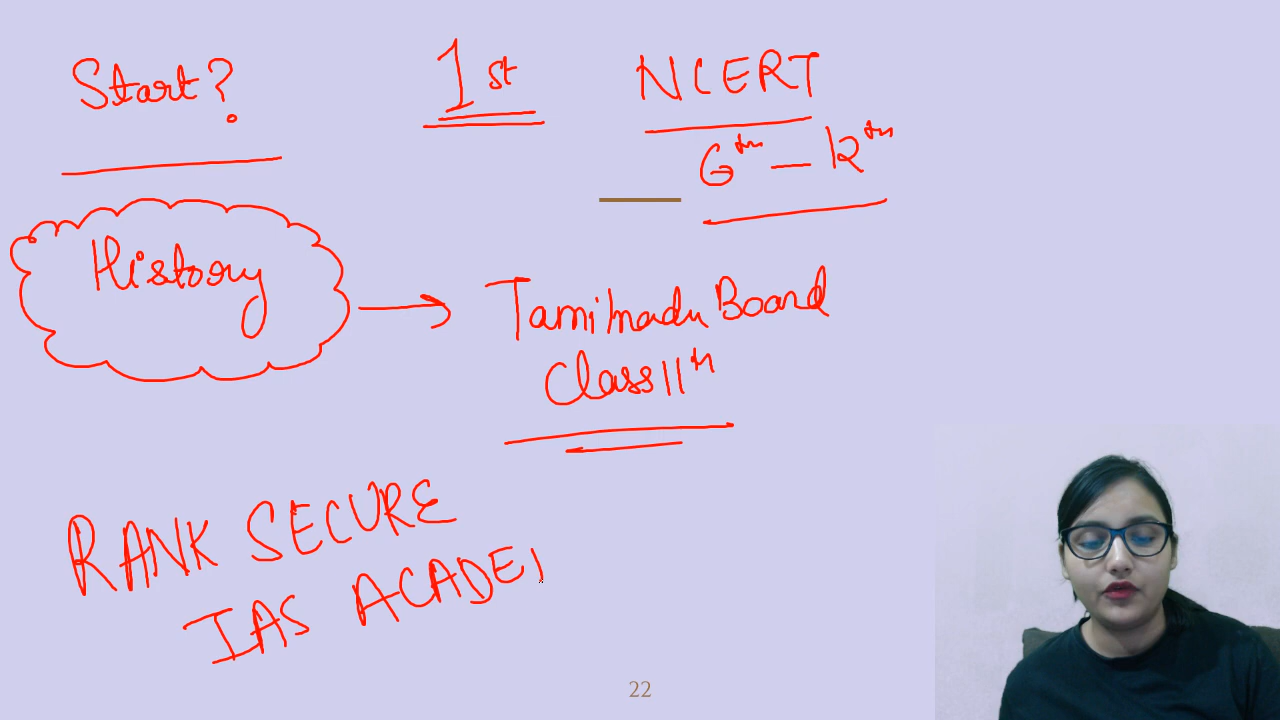 Start?
1st
NCERT
6th - 12th
History
Tamilnadu Board
Class 11th
RANK SECURE
IAS ACADE
22